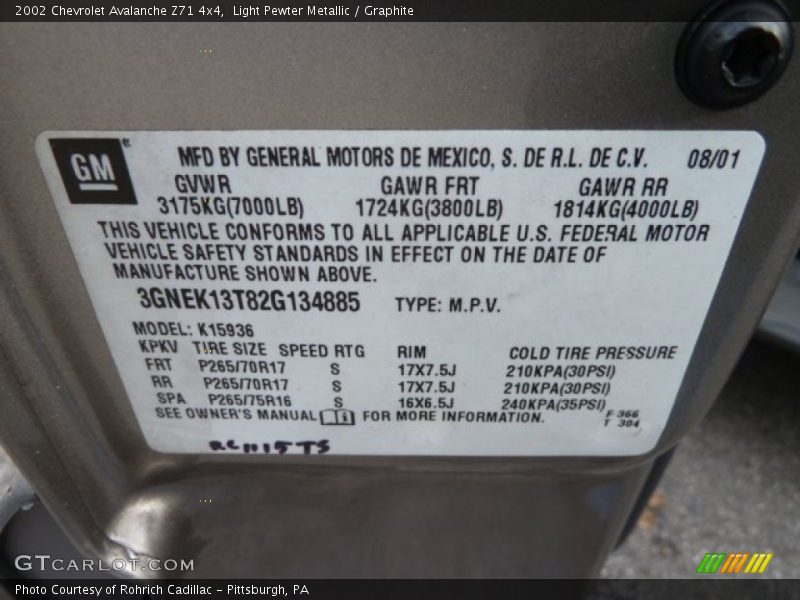 2002 Chevrolet Avalanche Z71 4x4, Light Pewter Metallic / Graphite
GM
MFD BY GENERAL MOTORS DE MEXICO, S. DE R.L. DE C.V. 08/01
GVWR GAWR FRT GAWR RR
3175KG(7000LB) 1724KG(3800LB) 1814KG(4000LB)
THIS VEHICLE CONFORMS TO ALL APPLICABLE U.S. FEDERAL MOTOR
VEHICLE SAFETY STANDARDS IN EFFECT ON THE DATE OF
MANUFACTURE SHOWN ABOVE.
3GNEK13T82G134885 TYPE: M.P.V.
MODEL: K15936
KPKV TIRE SIZE SPEED RTG RIM COLD TIRE PRESSURE
FRT P265/70R17 S 17X7.5J 210KPA(30PSI)
RR P265/70R17 S 17X7.5J 210KPA(30PSI)
SPA P265/75R16 S 16X6.5J 240KPA(35PSI)
SEE OWNER'S MANUAL FOR MORE INFORMATION.
F 366
T 304
GTCARLOT.COM
Photo Courtesy of Rohrich Cadillac - Pittsburgh, PA